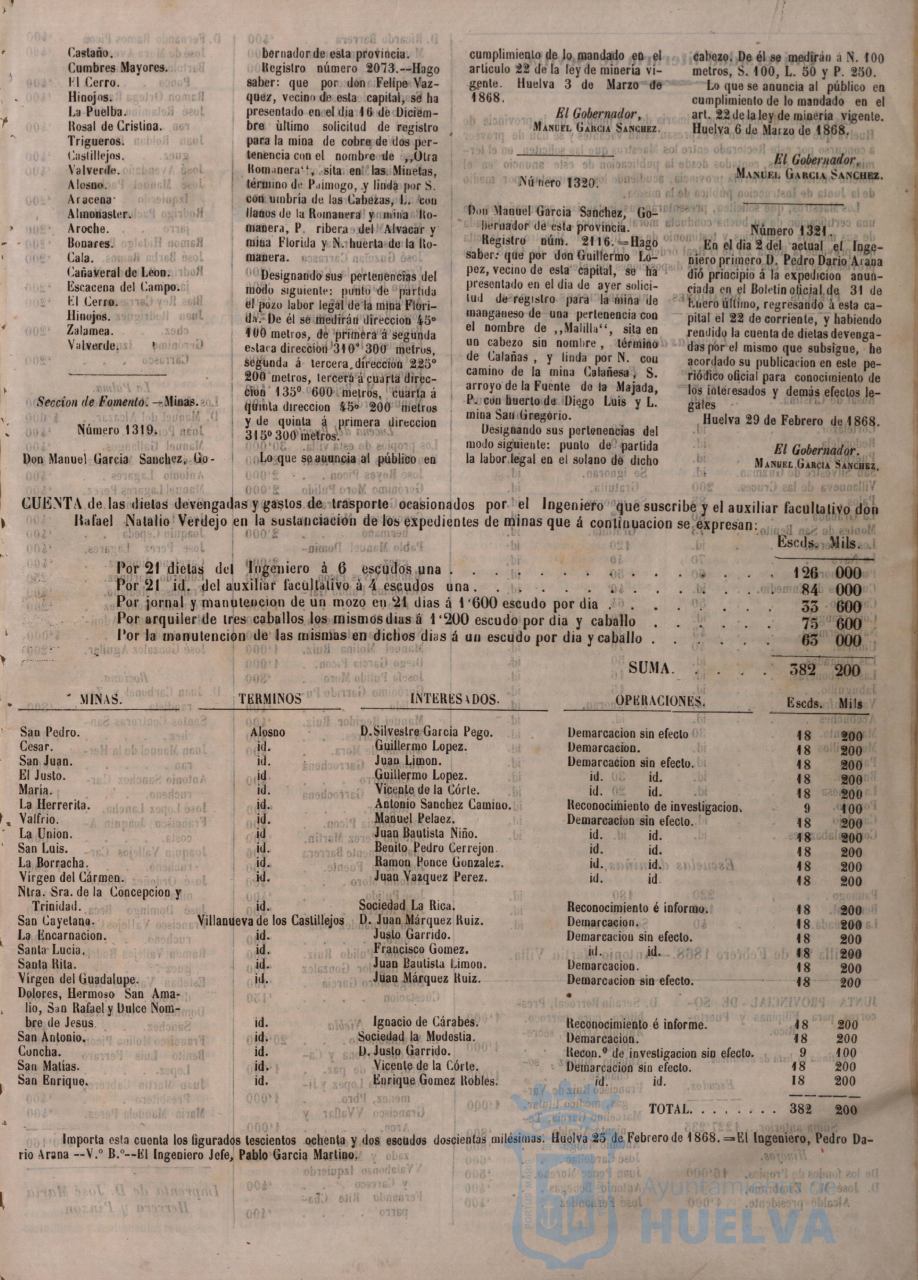 Castaño.
Cumbres Mayores.
El Cerro.
Hinojos.
La Puelba.
Rosal de Cristina.
Trigueros.
Castillejos.
Valverde.
Alosno.
Aracena
Almonaster.
Aroche.
Bonares.
Cala.
Cañaveral de Leon.
Escacena del Campo.
El Cerro.
Hinojos.
Zalamea.
Valverde.
Seccion de Fomento.—Minas.
Número 1319.
Don Manuel Garcia Sanchez, Go-
bernador de esta provincia.
Registro número 2073.--Hago
saber: que por don Felipe Vaz-
quez, vecino de esta capital, se ha
presentado en el dia 16 de Diciem-
bre ùltimo solicitud de registro
para la mina de cobre de dos per-
tenencia con el nombre de ,,Otra
Romanera‘‘, sita en las Minetas,
término de Paimogo, y linda por S.
con umbria de las Cabezas, L. con
llanos de la Romanera y mina Ro-
manera, P. ribera del Alvacar y
mina Florida y N. huerta de la Ro-
manera.
Designando sus pertenencias del
modo siguiente: punto de partida
el pozo labor legal de la mina Flori-
da. De él se medirán direccion 45º
100 metros, de primera á segunda
estaca direccion 310º 300 metros,
segunda á tercera direccion 225º
200 metros, tercera á cuarta direc-
cion 135º 600 metros, cuarta á
quinta direccion 45º 200 metros
y de quinta á primera direccion
315º 300 metros.
Lo que se anuncia al público en
cumplimiento de lo mandado en el
articulo 22 de la ley de mineria vi-
gente. Huelva 3 de Marzo de
1868.
El Gobernador,
MANUEL GARCIA SANCHEZ.
Número 1320.
Don Manuel Garcia Sanchez, Go-
bernador de esta provincia.
Registro núm. 2116.=Hago
saber: que por don Guillermo Lo-
pez, vecino de esta capital, se ha
presentado en el dia de ayer solici-
tud de registro para la mina de
manganeso de una pertenencia con
el nombre de ,,Malilla‘‘, sita en
un cabezo sin nombre, término
de Calañas, y linda por N. con
camino de la mina Calañesa, S.
arroyo de la Fuente de la Majada,
P. con huerto de Diego Luis y L.
mina San Gregorio.
Designando sus pertenencias del
modo siguiente: punto de partida
la labor legal en el solano de dicho
cabezo. De él se medirán á N. 100
metros, S. 100, L. 50 y P. 250.
Lo que se anuncia al público en
cumplimiento de lo mandado en el
art. 22 de la ley de mineria vigente.
Huelva 6 de Marzo de 1868.
El Gobernador,
MANUEL GARCIA SANCHEZ.
Número 1321.
En el dia 2 del actual el Inge-
niero primero D. Pedro Dario Arana
dió principio á la expedicion anun-
ciada en el Boletin oficial de 31 de
Enero último, regresando á esta ca-
pital el 22 de corriente, y habiendo
rendido la cuenta de dietas devenga-
das por el mismo que subsigue, he
acordado su publicacion en este pe-
riódico oficial para conocimiento de
los interesados y demás efectos le-
gales
Huelva 29 de Febrero de 1868.
El Gobernador.
MANUEL GARCIA SANCHEZ.
CUENTA de las dietas devengadas y gastos de trasporte ocasionados por el Ingeniero que suscribe y el auxiliar facultativo don
Rafael Natalio Verdejo en la sustanciación de los expedientes de minas que á continuacion se expresan:
Escds. Mils.
Por 21 dietas del Ingeniero á 6 escudos una . . . 126 000
Por 21 id. del auxiliar facultativo á 4 escudos una . . . 84 000
Por jornal y manutencion de un mozo en 21 dias á 1‘600 escudo por dia . . . 33 600
Por arquiler de tres caballos los mismos dias á 1‘200 escudo por dia y caballo . . . 75 600
Por la manutencion de las mismas en dichos dias á un escudo por dia y caballo . . . 63 000
SUMA. . . . 382 200
MINAS. TERMINOS INTERESADOS. OPERACIONES. Escds. Mils
San Pedro. Alosno D. Silvestre Garcia Pego. Demarcacion sin efecto 18 200
Cesar. id. Guillermo Lopez. Demarcacion. 18 200
San Juan. id. Juan Limon. Demarcacion sin efecto. 18 200
El Justo. id Guillermo Lopez. id. id. 18 200
Maria. id. Vicente de la Córte. id. id. 18 200
La Herrerita. id. Antonio Sanchez Camino. Reconocimiento de investigacion. 9 100
Valfrio. id. Manuel Pelaez. Demarcacion sin efecto. 18 200
La Union. id Juan Bautista Niño. id. id. 18 200
San Luis. id. Benito Pedro Cerrejon id. id. 18 200
La Borracha. id. Ramon Ponce Gonzalez. id. id. 18 200
Virgen del Cármen. id. Juan Vazquez Perez. id. id 18 200
Ntra. Sra. de la Concepcion y
Trinidad. id. Sociedad La Rica. Reconocimiento é informo. 18 200
San Cayetana. Villanueva de los Castillejos D. Juan Márquez Ruiz. Demarcacion. 18 200
La Encarnacion. id. Justo Garrido. Demarcacion sin efecto. 18 200
Santa Lucia. id. Francisco Gomez. id. id. 18 200
Santa Rita. id. Juan Bautista Limon. Demarcacion. 18 200
Virgen del Guadalupe. id. Juan Márquez Ruiz. Demarcacion sin efecto. 18 200
Dolores, Hermoso San Ama-
lio, San Rafael y Dulce Nom-
bre de Jesus id. Ignacio de Cárabes. Reconocimiento é informe. 18 200
San Antonio. id. Sociedad la Modestia. Demarcacion. 18 200
Concha. id. D. Justo Garrido. Recon.º de investigacion sin efecto. 9 100
San Matias. id. Vicente de la Córte. Demarcacion sin efecto. 18 200
San Enrique. id. Enrique Gomez Robles. id. id. 18 200
TOTAL. . . . . . . . 382 200
Importa esta cuenta los figurados tescientos ochenta y dos escudos doscientas milésimas. Huelva 25 de Febrero de 1868.=El Ingeniero, Pedro Da-
rio Arana --V.º B.º--El Ingeniero Jefe, Pablo Garcia Martino.
Ayuntamiento de
HUELVA